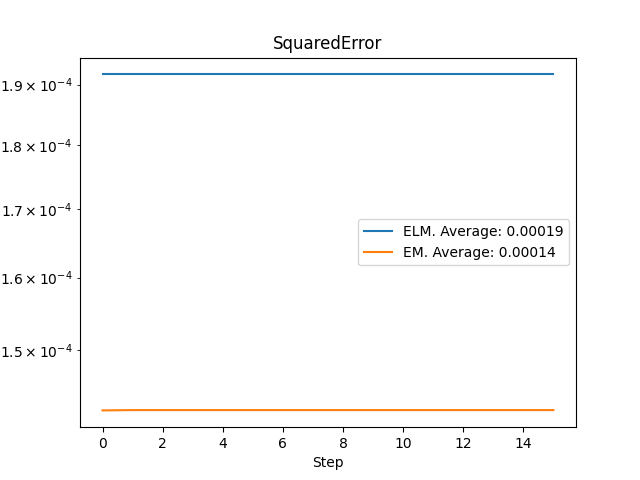 SquaredError
1.9 × 10⁻⁴
1.8 × 10⁻⁴
1.7 × 10⁻⁴
1.6 × 10⁻⁴
1.5 × 10⁻⁴
ELM. Average: 0.00019
EM. Average: 0.00014
0 2 4 6 8 10 12 14
Step